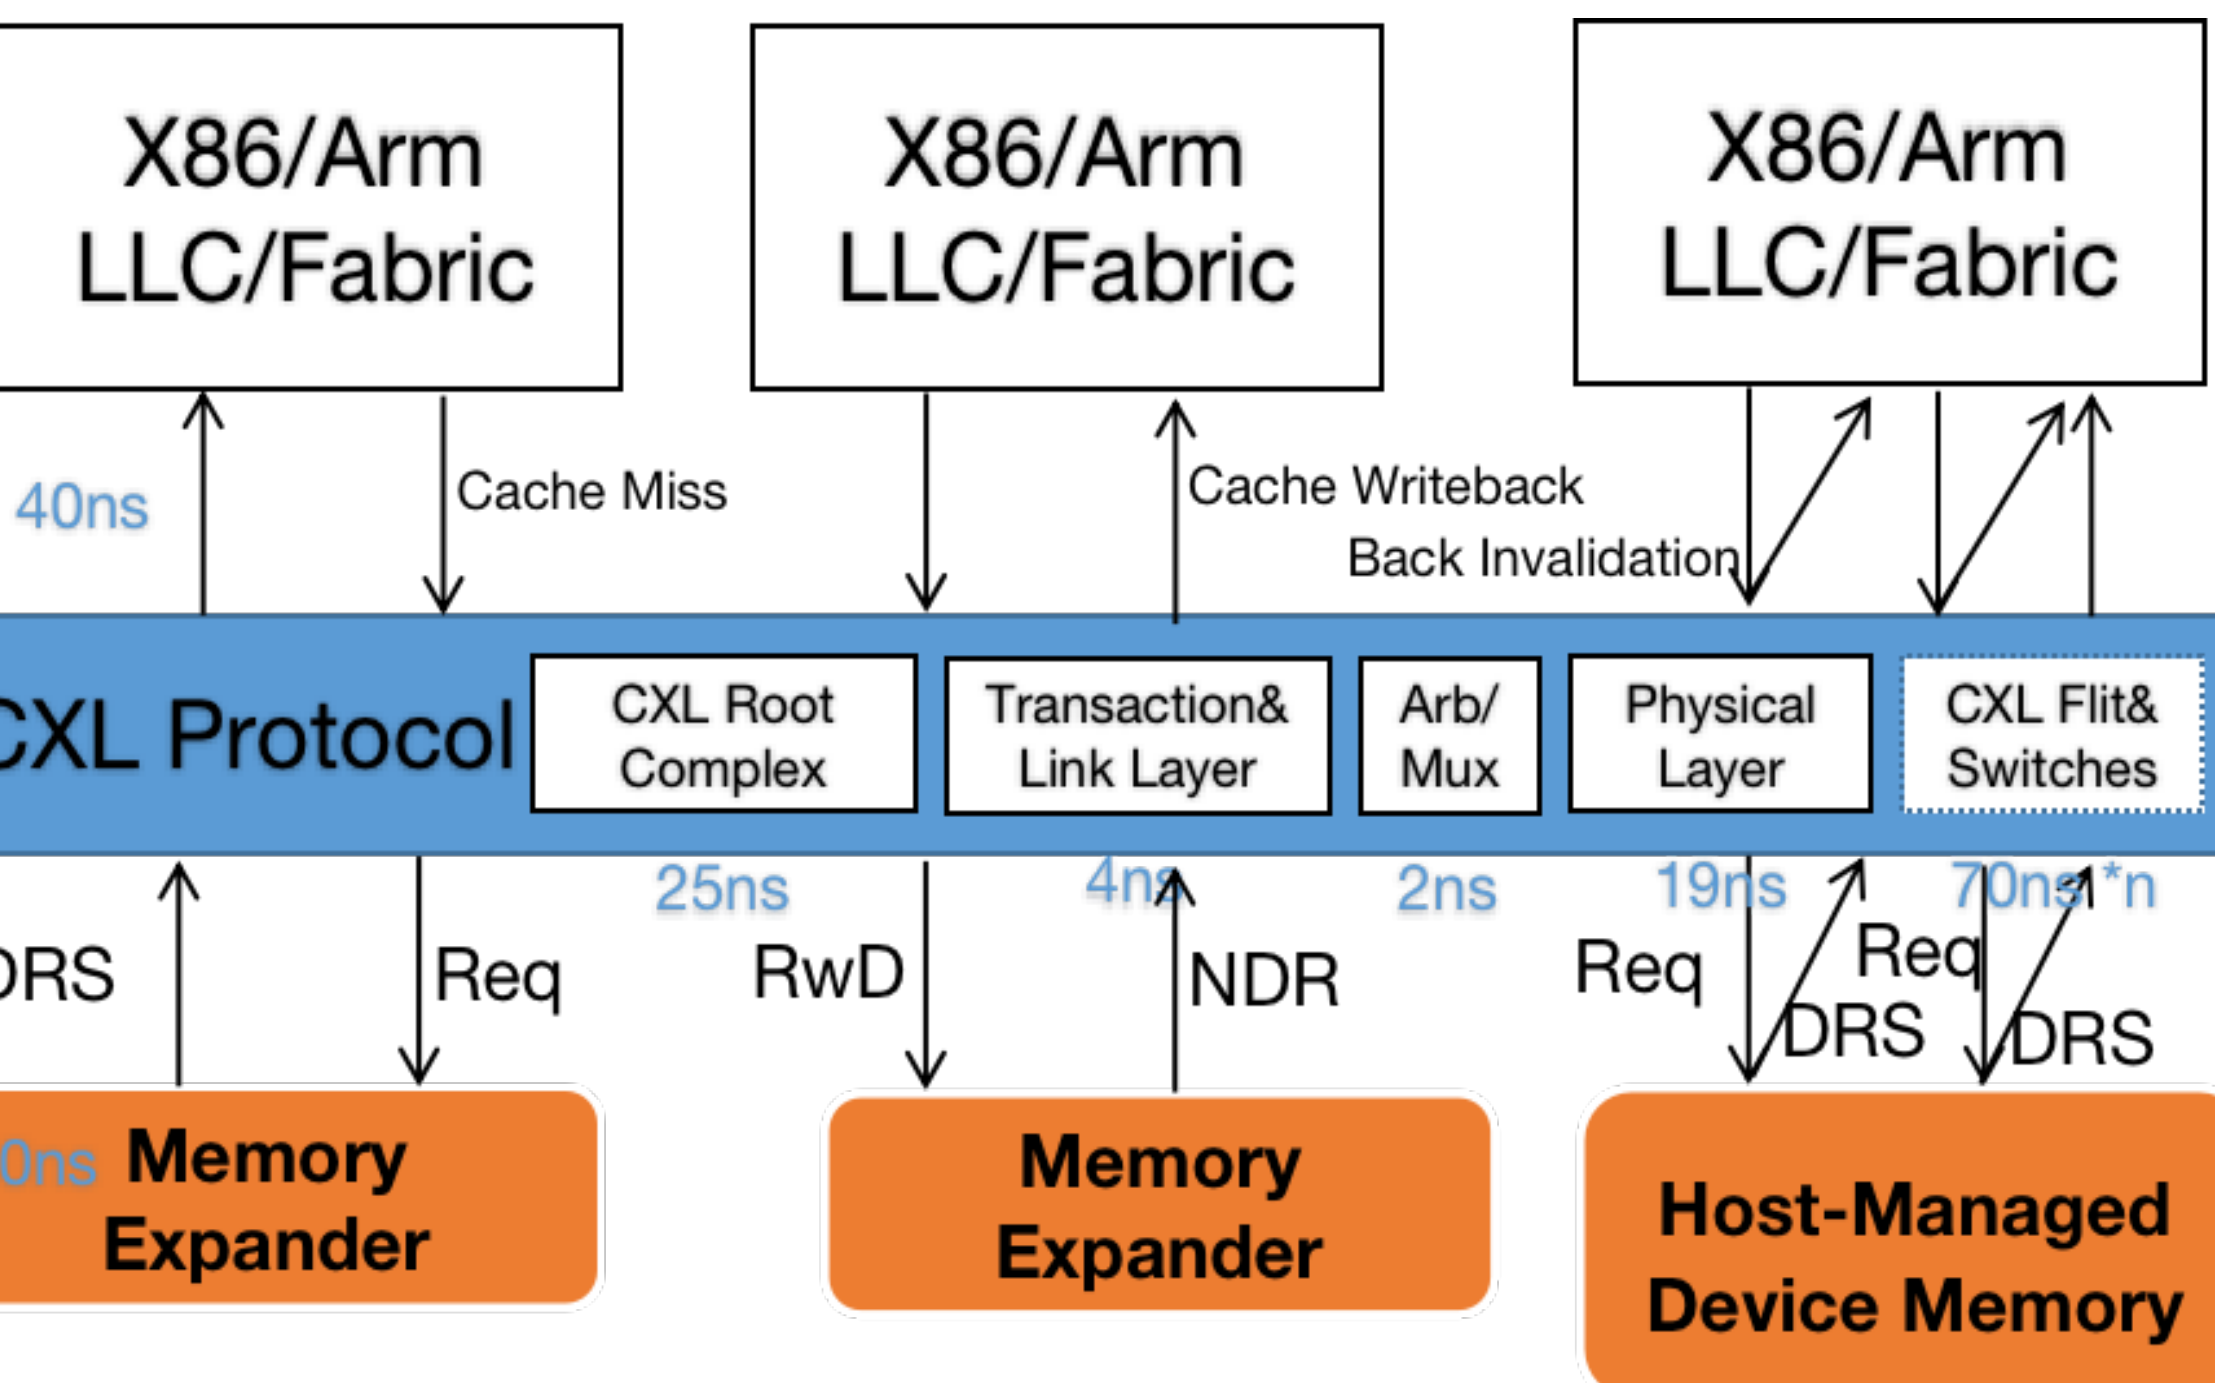 X86/Arm
LLC/Fabric
X86/Arm
LLC/Fabric
X86/Arm
LLC/Fabric
40ns
Cache Miss
Cache Writeback
Back Invalidation
CXL Protocol
CXL Root
Complex
Transaction&
Link Layer
Arb/
Mux
Physical
Layer
CXL Flit&
Switches
25ns
4ns
2ns
19ns
70ns *n
DRS
Req
RwD
NDR
Req
DRS
Req
DRS
Memory
Expander
Memory
Expander
Host-Managed
Device Memory